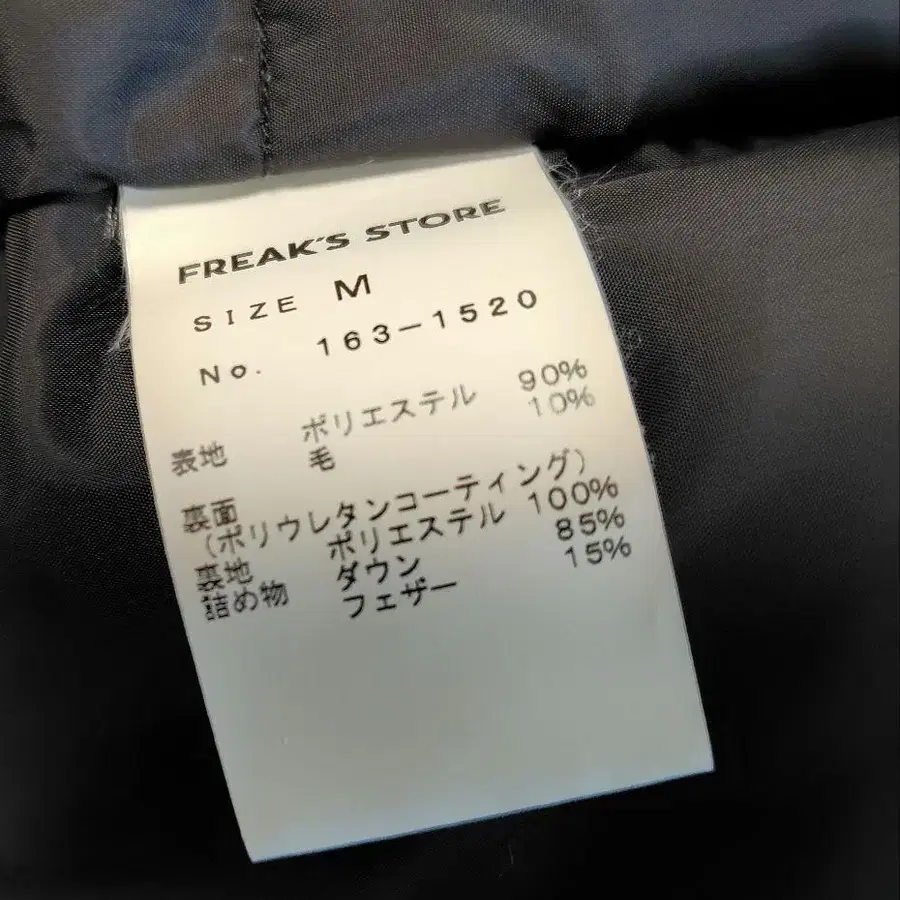 FREAK'S STORE
SIZE M
No. 163-1520
表地 ポリエステル 90%
毛 10%
裏面
(ポリウレタンコーティング)
裏地 ポリエステル 100%
詰め物 ダウン 85%
フェザー 15%